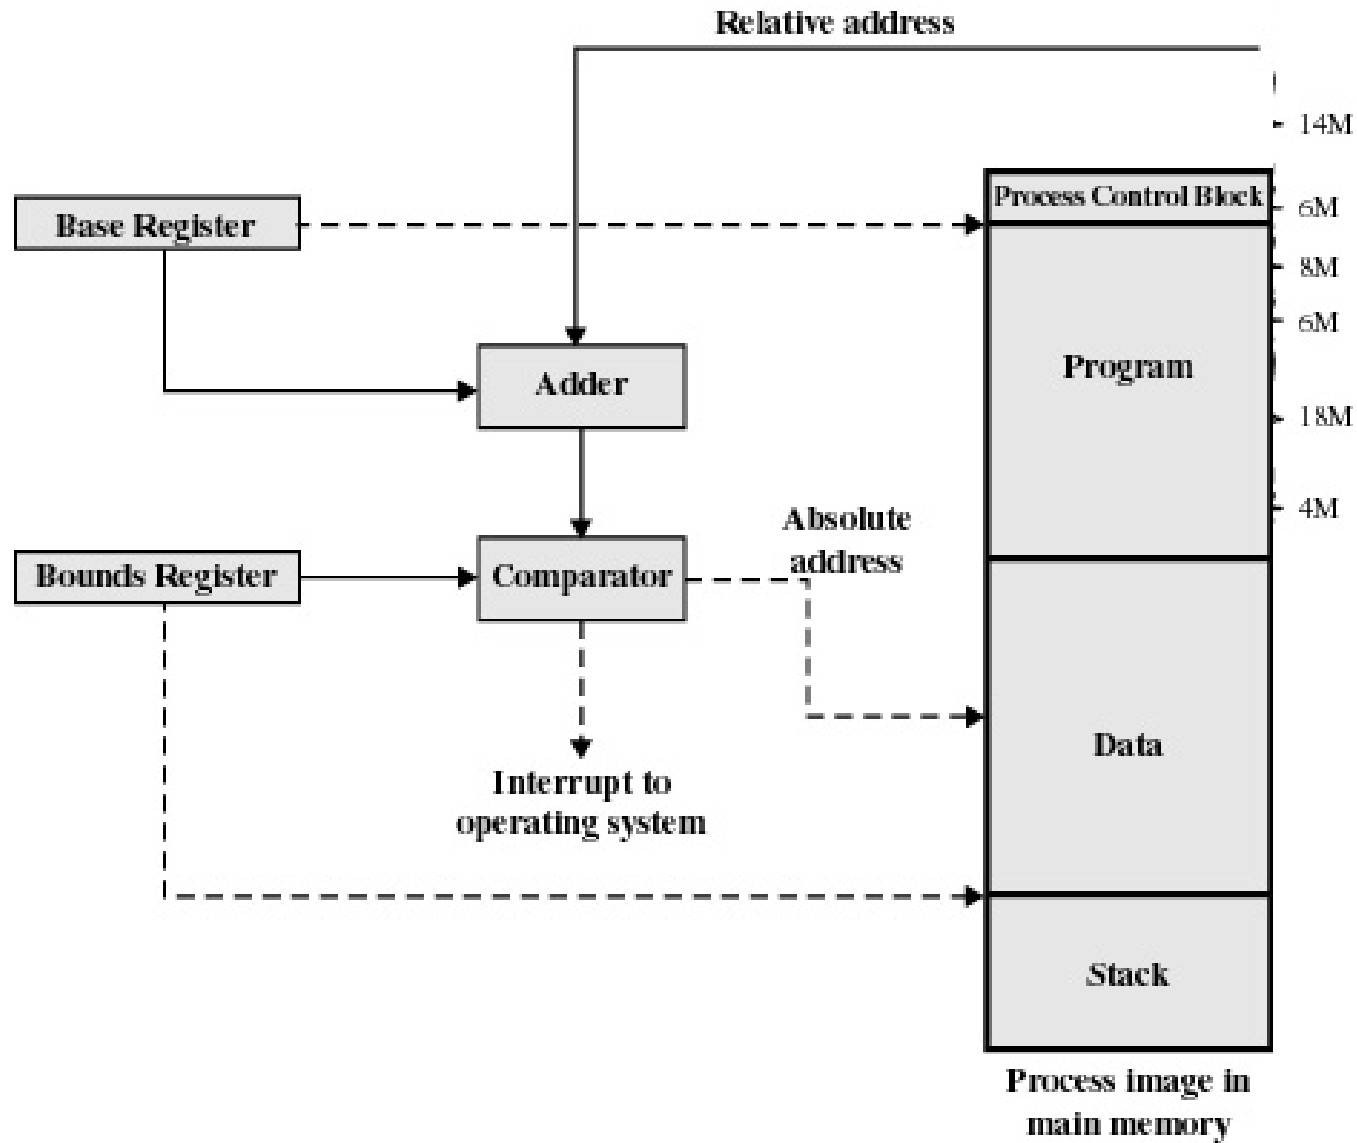 Relative address
14M
Process Control Block
6M
Base Register
8M
6M
Program
Adder
18M
4M
Absolute
address
Bounds Register
Comparator
Data
Interrupt to
operating system
Stack
Process image in
main memory